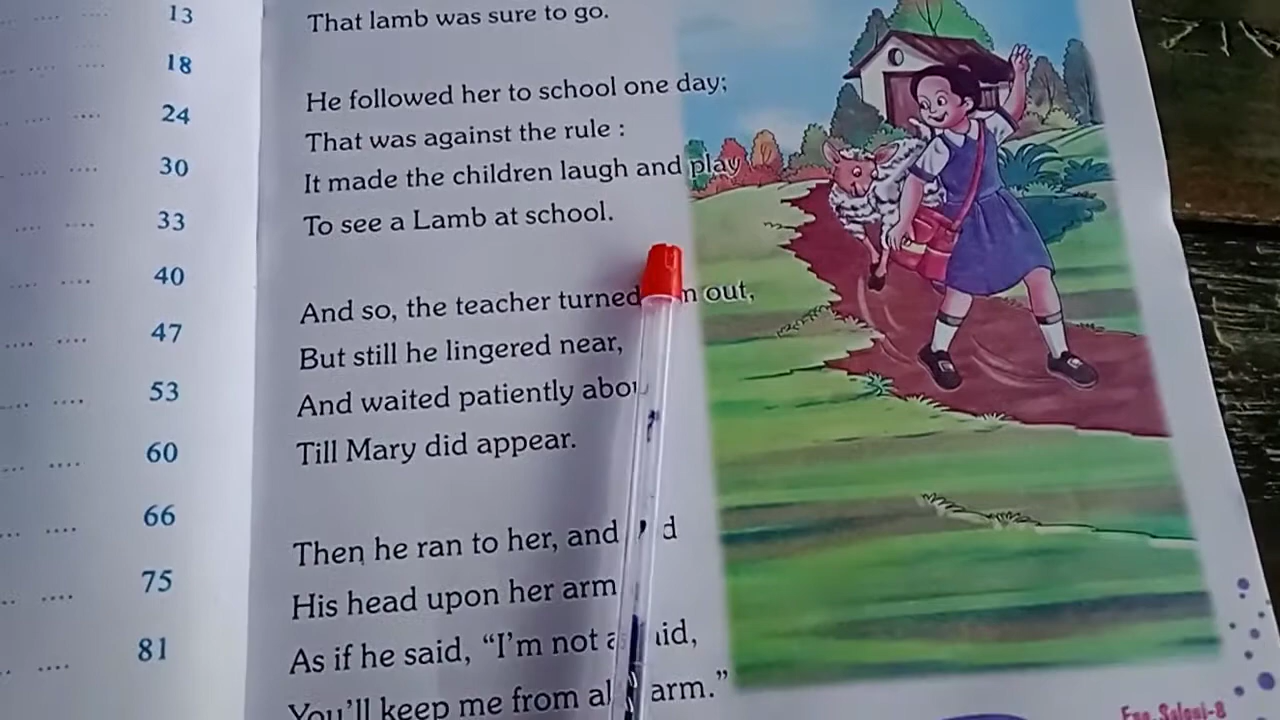 13
18
24
30
33
40
47
53
60
66
75
81
That lamb was sure to go.
He followed her to school one day;
That was against the rule :
It made the children laugh and play
To see a Lamb at school.
And so, the teacher turned out,
But still he lingered near,
And waited patiently
Till Mary did appear.
Then he ran to her, and
His head upon her arm
As if he said, “I'm not
You'll keep me from